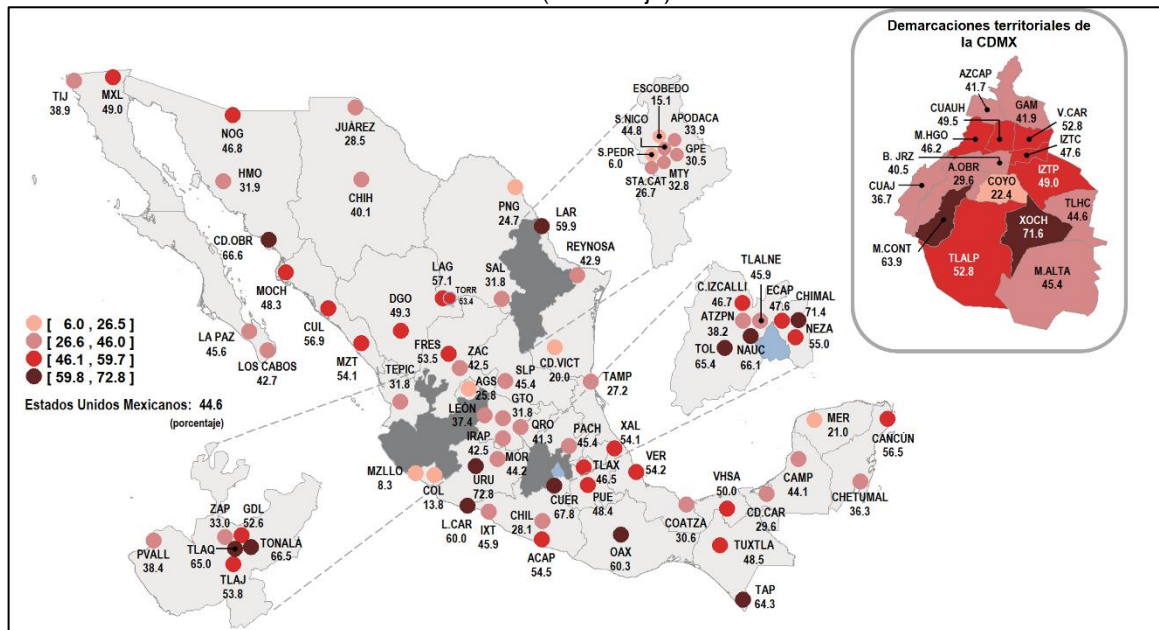 Demarcaciones territoriales de
la CDMX
AZCAP
41.7
GAM
41.9
CUAUH
49.5
V.CAR
52.8
M.HGO
46.2
IZTC
47.6
B. JRZ
40.5
A.OBR
29.6
IZTP
49.0
COYO
22.4
CUAJ
36.7
TLHC
44.6
XOCH
71.6
M.CONT
63.9
TLALP
52.8
M.ALTA
45.4
TIJ
38.9
MXL
49.0
NOG
46.8
JUÁREZ
28.5
HMO
31.9
CHIH
40.1
ESCOBEDO
15.1
S.NICO
44.8
APODACA
33.9
S.PEDR
6.0
GPE
30.5
MTY
32.8
STA.CAT
26.7
PNG
24.7
LAR
59.9
REYNOSA
42.9
CD.OBR
66.6
MOCH
48.3
LAG
57.1
TORR
63.4
SAL
31.8
DGO
49.3
CUL
56.9
LA PAZ
45.6
LOS CABOS
42.7
MZT
54.1
FRES
53.5
ZAC
42.5
CD.VICT
20.0
TLALNE
45.9
C.IZCALLI
46.7
ECAP
47.6
CHIMAL
71.4
ATZPN
38.2
NEZA
55.0
TOL
65.4
NAUC
66.1
[ 6.0 , 26.5 ]
[ 26.6 , 46.0 ]
[ 46.1 , 59.7 ]
[ 59.8 , 72.8 ]
Estados Unidos Mexicanos: 44.6
(porcentaje)
TEPIC
31.8
AGS
25.8
SLP
45.4
TAMP
27.2
LEÓN
37.4
GTO
31.8
QRO
41.3
IRAP
42.5
PACH
45.4
XAL
54.1
MOR
44.2
MZLLO
8.3
COL
13.8
URU
72.8
TLAX
46.5
VER
54.2
CUER
67.8
PUE
48.4
L.CAR
60.0
IXT
45.9
CHIL
28.1
ACAP
54.5
OAX
60.3
COATZA
30.6
VHSA
50.0
CD.CAR
29.6
TUXTLA
48.5
TAP
64.3
MER
21.0
CANCÚN
56.5
CAMP
44.1
CHETUMAL
36.3
ZAP
33.0
GDL
52.6
PVALL
38.4
TLAQ
65.0
TONALA
66.5
TLAJ
53.8